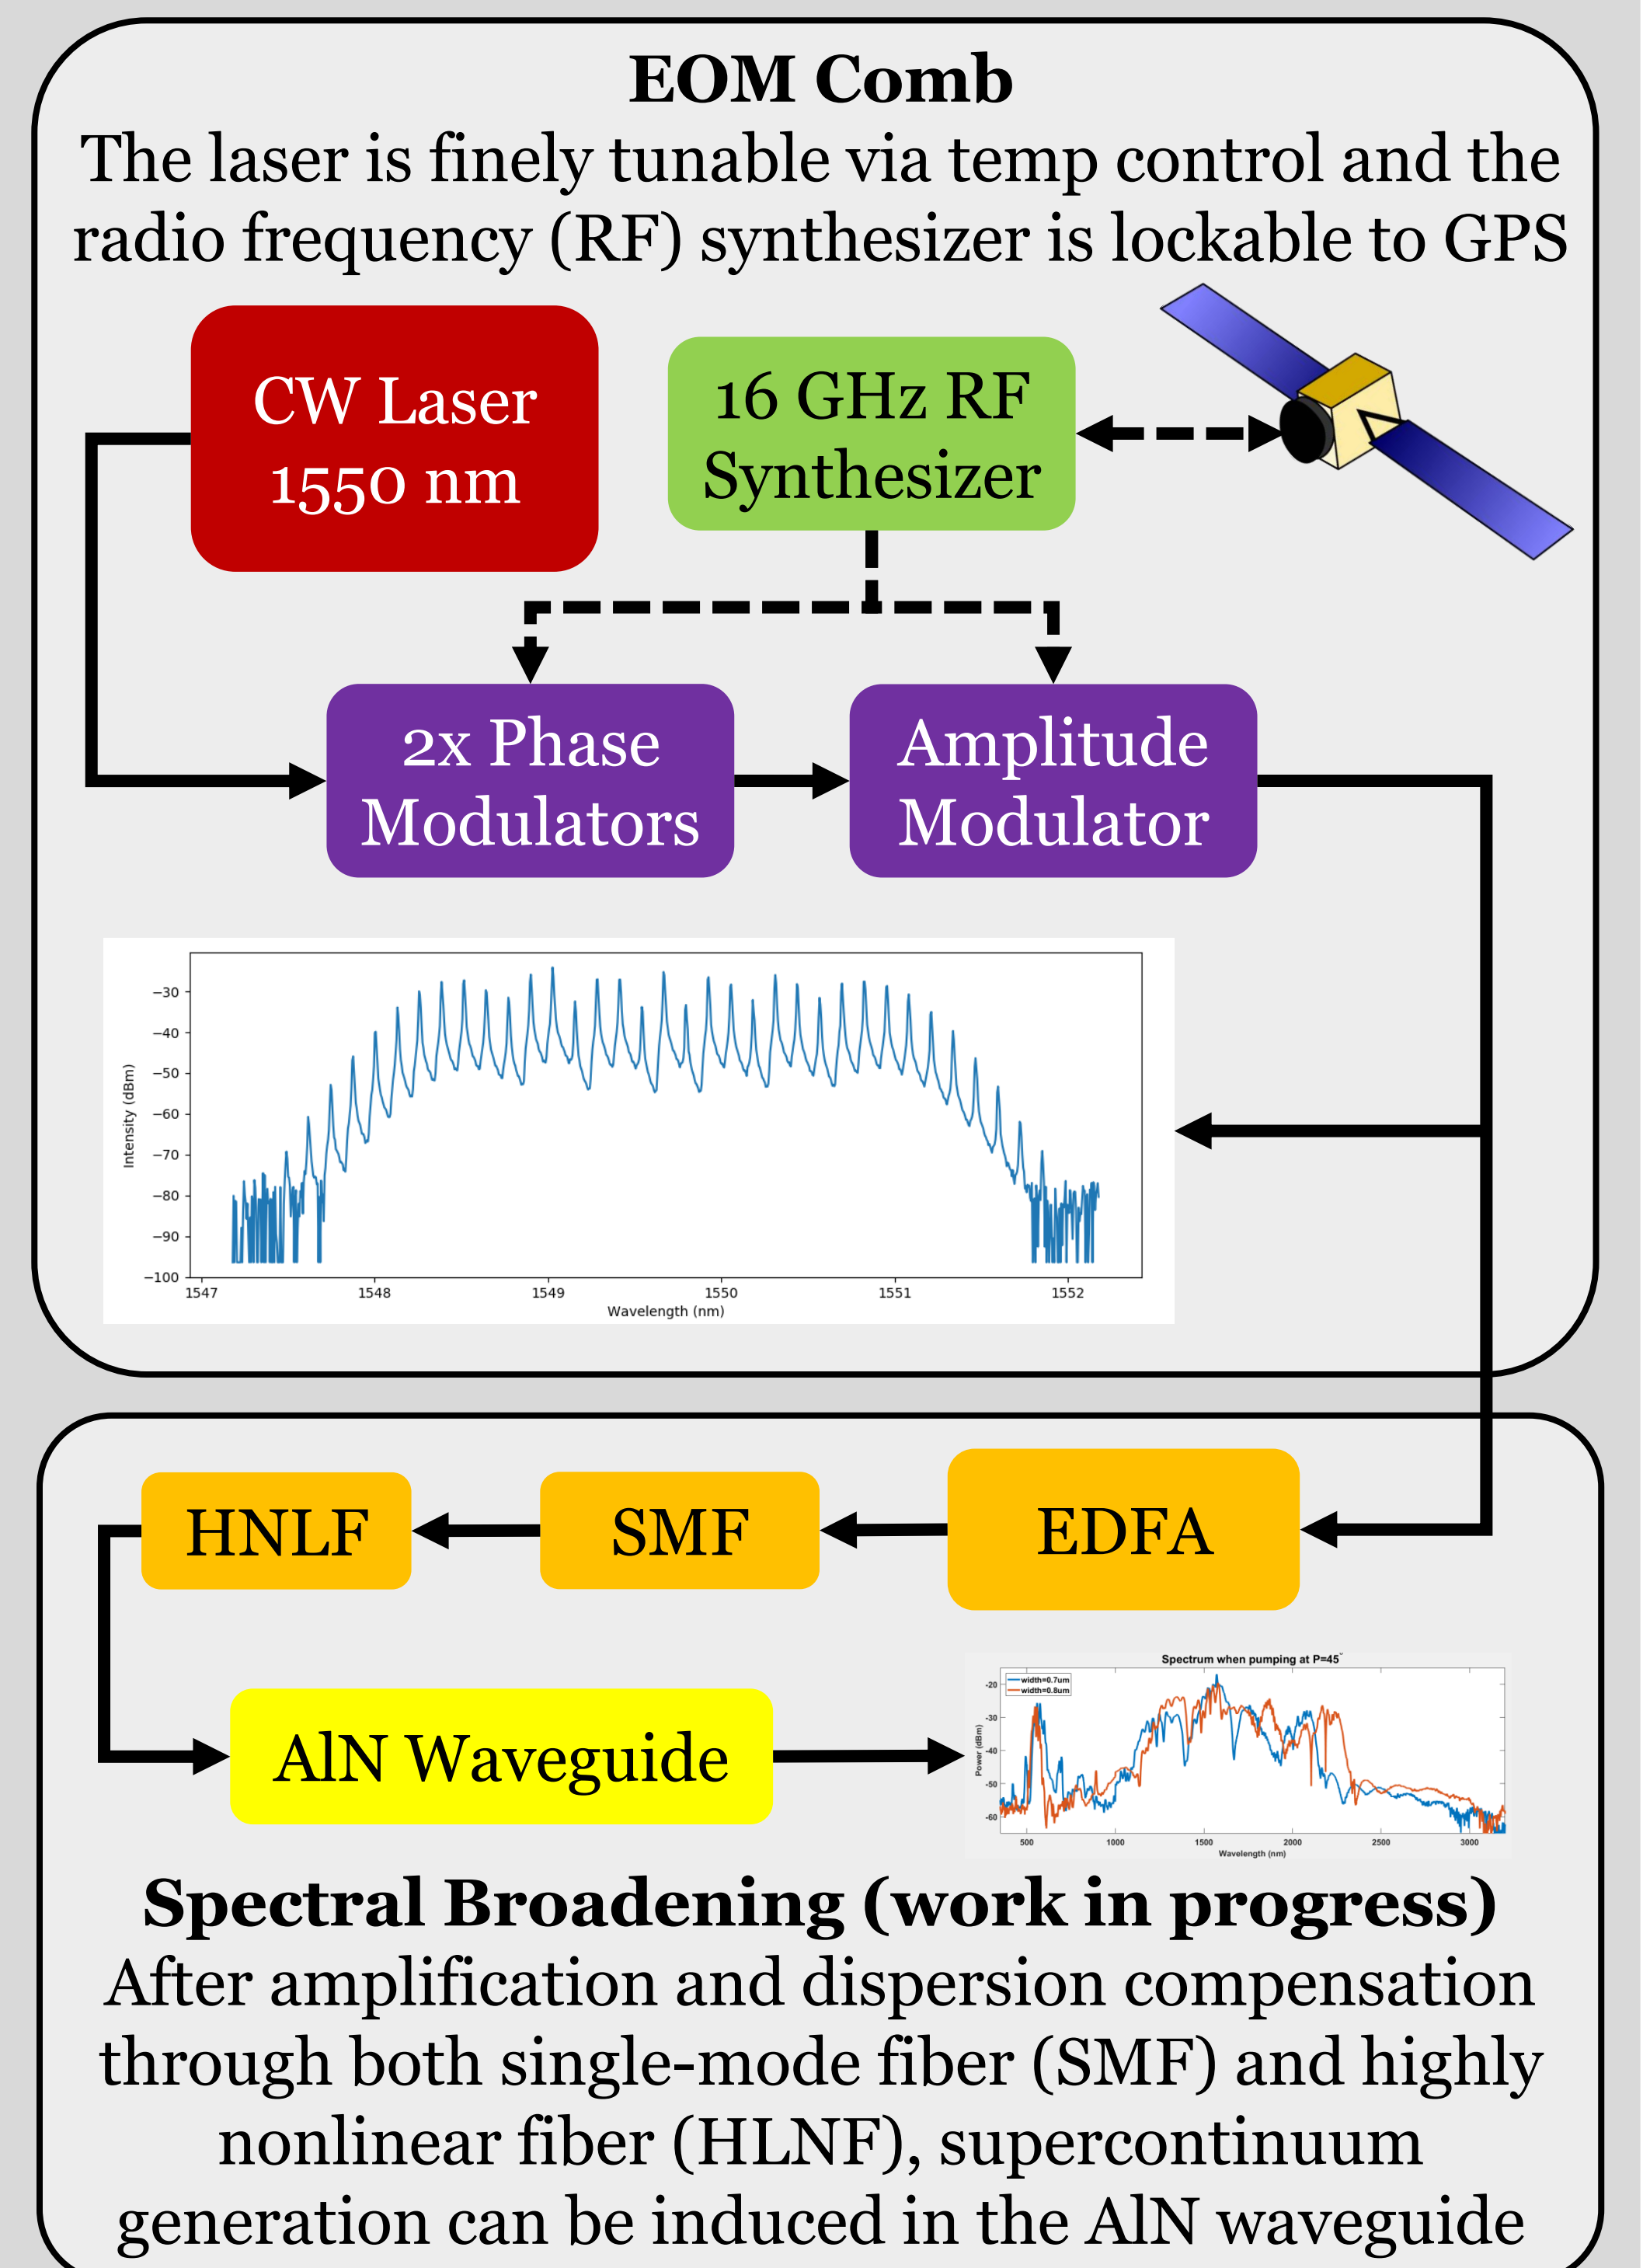 EOM Comb
The laser is finely tunable via temp control and the
radio frequency (RF) synthesizer is lockable to GPS
CW Laser
1550 nm
16 GHz RF
Synthesizer
2x Phase
Modulators
Amplitude
Modulator
Intensity (dBm)
−30
−40
−50
−60
−70
−80
−90
−100
1547 1548 1549 1550 1551 1552
Wavelength (nm)
HNLF
SMF
EDFA
AlN Waveguide
Spectrum when pumping at P=45°
width=0.7um
width=0.8um
Power (dBm)
-20
-30
-40
-50
-60
500 1000 1500 2000 2500 3000
Wavelength (nm)
Spectral Broadening (work in progress)
After amplification and dispersion compensation
through both single-mode fiber (SMF) and highly
nonlinear fiber (HLNF), supercontinuum
generation can be induced in the AlN waveguide